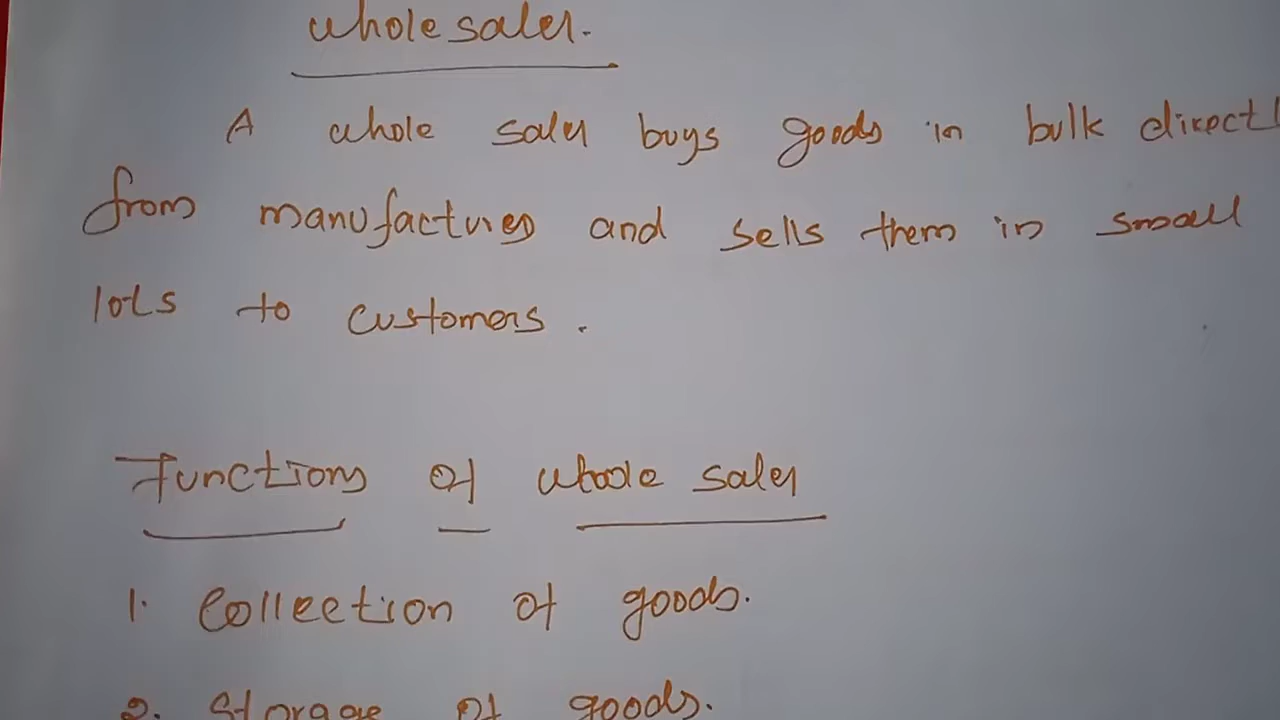 Whole saler.
A whole saler buys goods in bulk directl
from manufactures and sells them in small
lots to customers.
Functions of whole saler
1. Collection of goods.
2. Storage of goods.